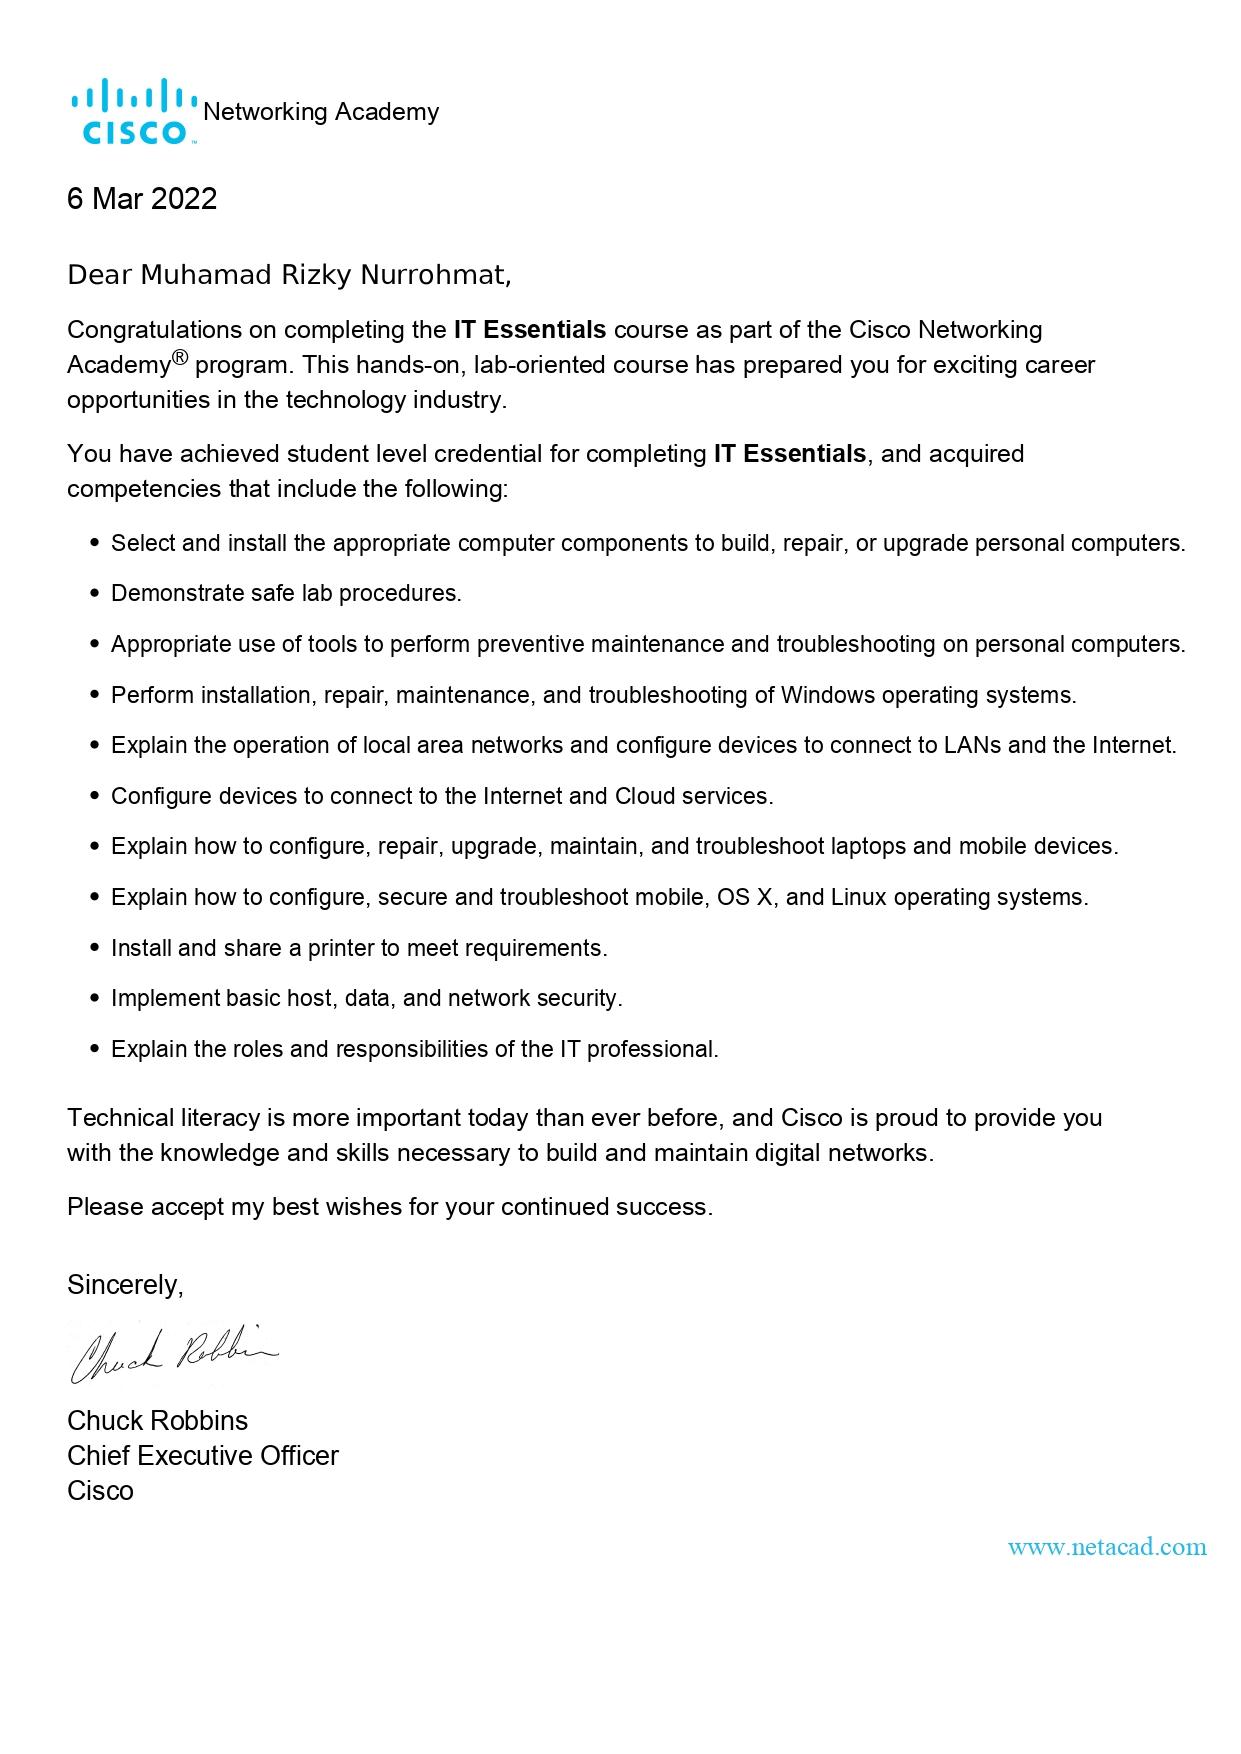 CISCO™ Networking Academy
6 Mar 2022
Dear Muhamad Rizky Nurrohmat,
Congratulations on completing the IT Essentials course as part of the Cisco Networking
Academy® program. This hands-on, lab-oriented course has prepared you for exciting career
opportunities in the technology industry.
You have achieved student level credential for completing IT Essentials, and acquired
competencies that include the following:
• Select and install the appropriate computer components to build, repair, or upgrade personal computers.
• Demonstrate safe lab procedures.
• Appropriate use of tools to perform preventive maintenance and troubleshooting on personal computers.
• Perform installation, repair, maintenance, and troubleshooting of Windows operating systems.
• Explain the operation of local area networks and configure devices to connect to LANs and the Internet.
• Configure devices to connect to the Internet and Cloud services.
• Explain how to configure, repair, upgrade, maintain, and troubleshoot laptops and mobile devices.
• Explain how to configure, secure and troubleshoot mobile, OS X, and Linux operating systems.
• Install and share a printer to meet requirements.
• Implement basic host, data, and network security.
• Explain the roles and responsibilities of the IT professional.
Technical literacy is more important today than ever before, and Cisco is proud to provide you
with the knowledge and skills necessary to build and maintain digital networks.
Please accept my best wishes for your continued success.
Sincerely,
Chuck Robbins
Chuck Robbins
Chief Executive Officer
Cisco
www.netacad.com